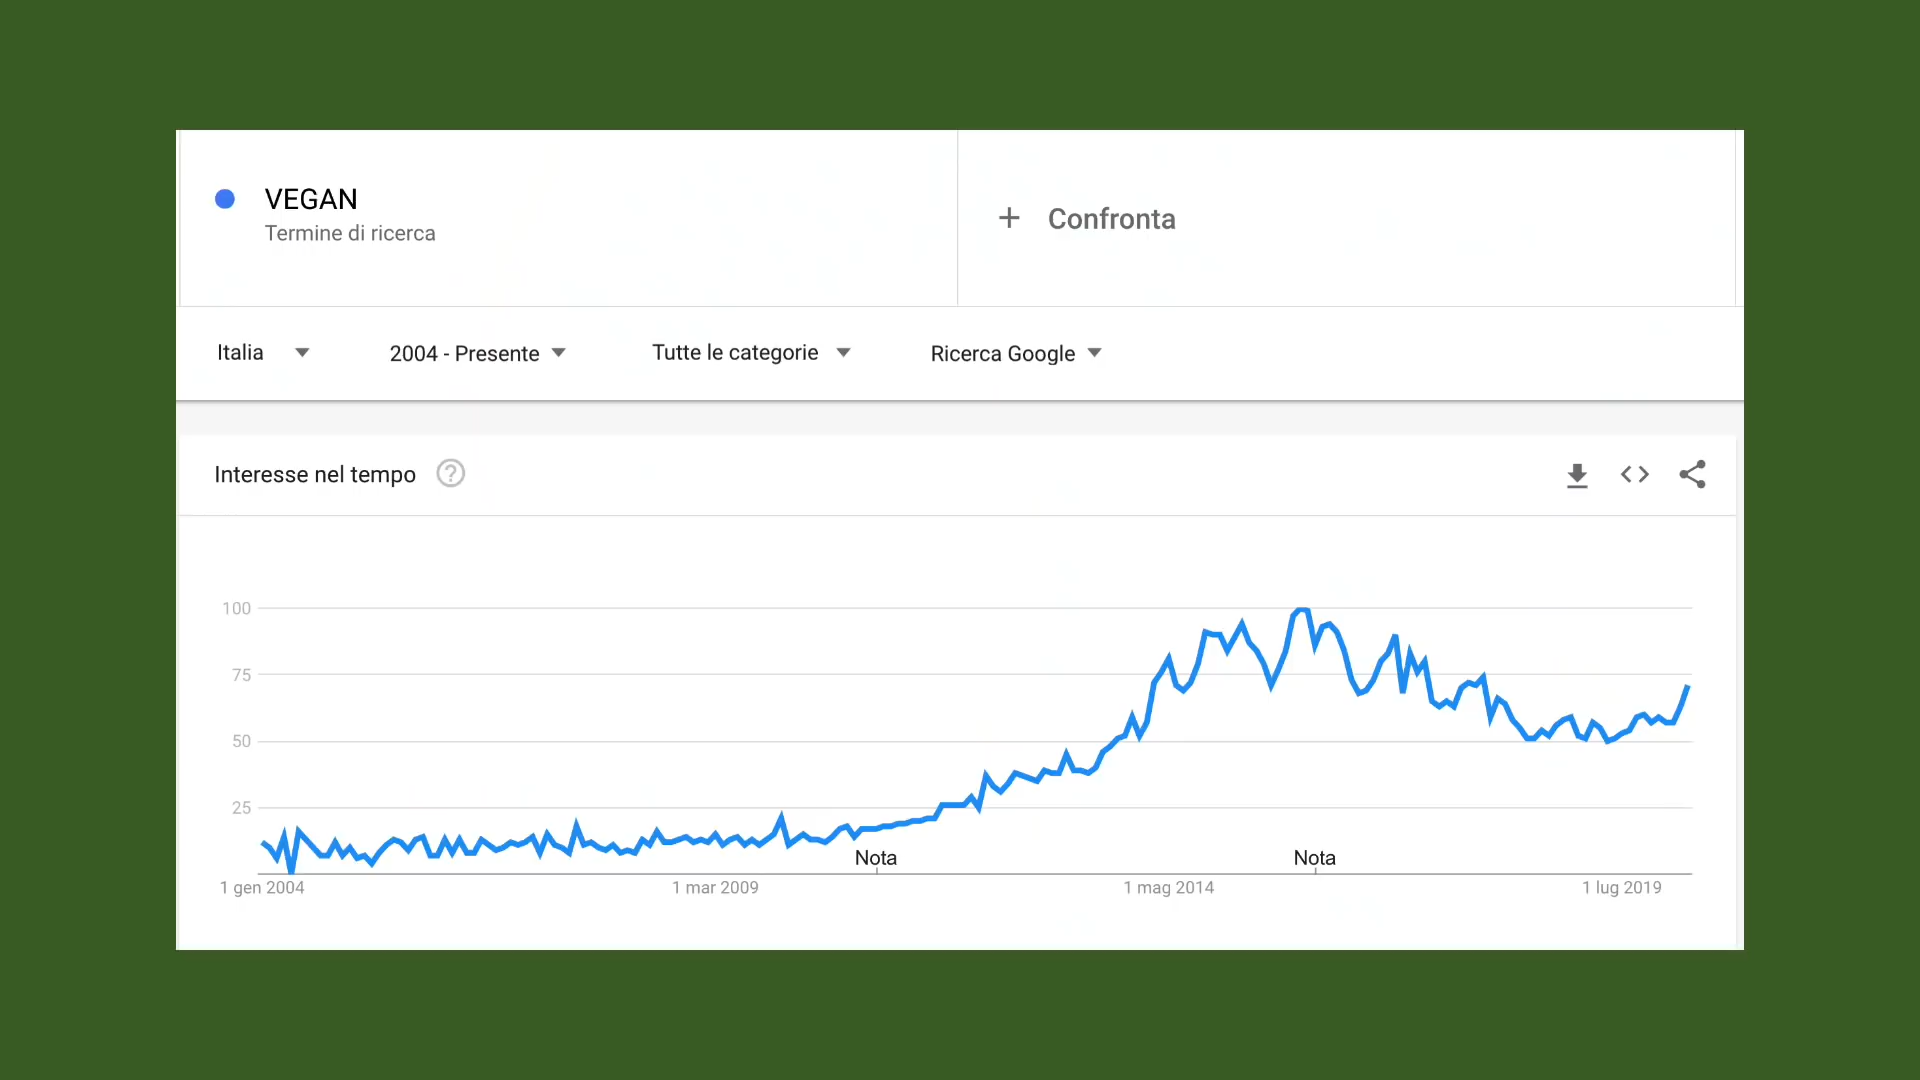 VEGAN
Termine di ricerca
+ Confronta
Italia
2004 - Presente
Tutte le categorie
Ricerca Google
Interesse nel tempo ?
100
75
50
25
Nota
Nota
1 gen 2004
1 mar 2009
1 mag 2014
1 lug 2019